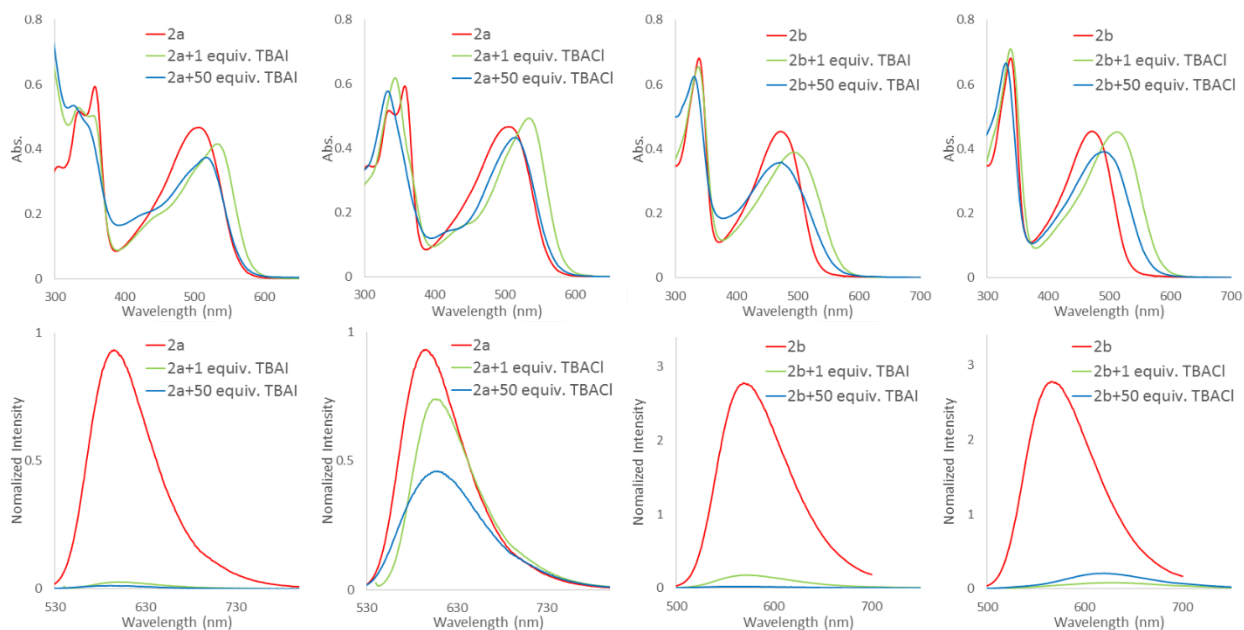 0.8
0.6
0.4
0.2
0
Abs.
2a
2a+1 equiv. TBAI
2a+50 equiv. TBAI
300 400 500 600
Wavelength (nm)
0.8
0.6
0.4
0.2
0
Abs.
2a
2a+1 equiv. TBACl
2a+50 equiv. TBACl
300 400 500 600
Wavelength (nm)
0.8
0.6
0.4
0.2
0
Abs.
2b
2b+1 equiv. TBAI
2b+50 equiv. TBAI
300 400 500 600 700
Wavelength (nm)
0.8
0.6
0.4
0.2
0
Abs.
2b
2b+1 equiv. TBACl
2b+50 equiv. TBACl
300 400 500 600 700
Wavelength (nm)
1
0.5
0
Nomalized Intensity
2a
2a+1 equiv. TBAI
2a+50 equiv. TBAI
530 630 730
Wavelength (nm)
1
0.5
0
Nomalized Intensity
2a
2a+1 equiv. TBACl
2a+50 equiv. TBACl
530 630 730
Wavelength (nm)
3
2
1
0
Nomalized Intensity
2b
2b+1 equiv. TBAI
2b+50 equiv. TBAI
500 600 700
Wavelength (nm)
3
2
1
0
Nomalized Intensity
2b
2b+1 equiv. TBACl
2b+50 equiv. TBACl
500 600 700
Wavelength (nm)